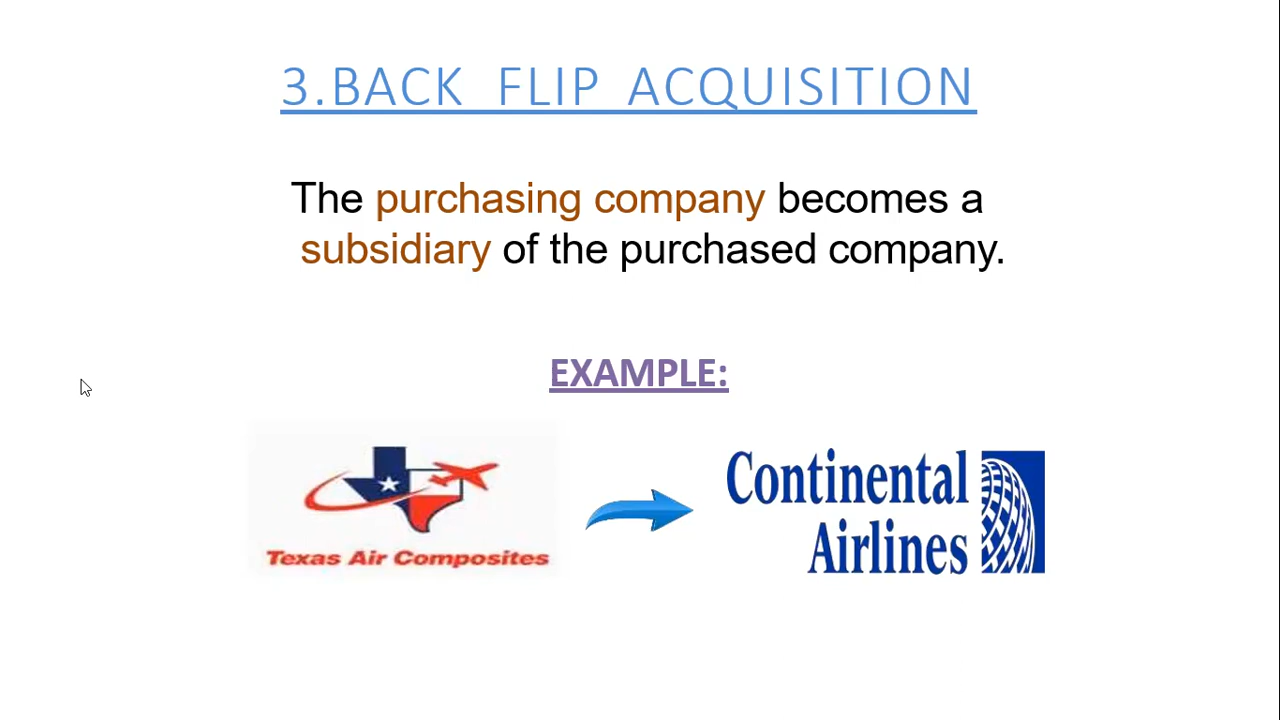 3.BACK FLIP ACQUISITION
The purchasing company becomes a
subsidiary of the purchased company.
EXAMPLE:
Texas Air Composites
Continental
Airlines